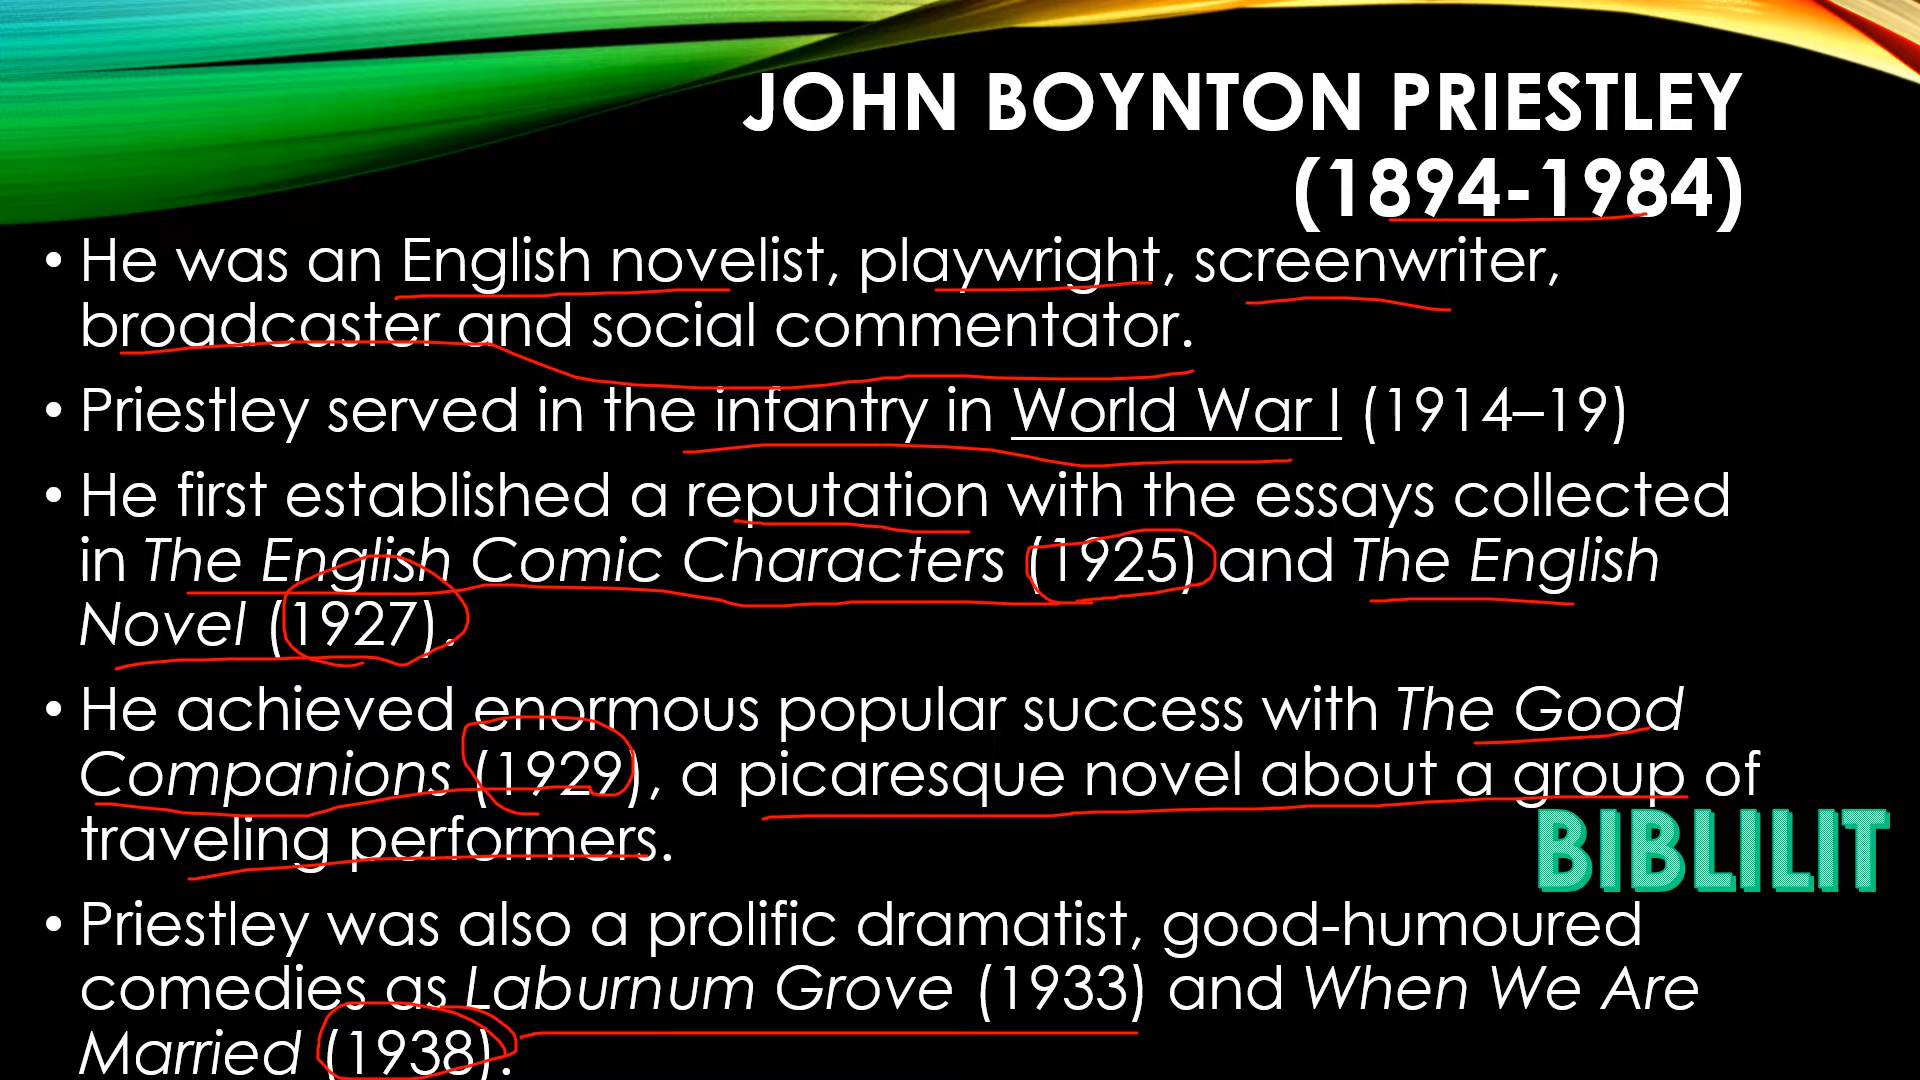 JOHN BOYNTON PRIESTLEY
(1894-1984)
• He was an English novelist, playwright, screenwriter,
broadcaster and social commentator.
• Priestley served in the infantry in World War I (1914–19)
• He first established a reputation with the essays collected
in The English Comic Characters (1925) and The English
Novel (1927).
• He achieved enormous popular success with The Good
Companions (1929), a picaresque novel about a group of
traveling performers.
BIBLILIT
• Priestley was also a prolific dramatist, good-humoured
comedies as Laburnum Grove (1933) and When We Are
Married (1938).